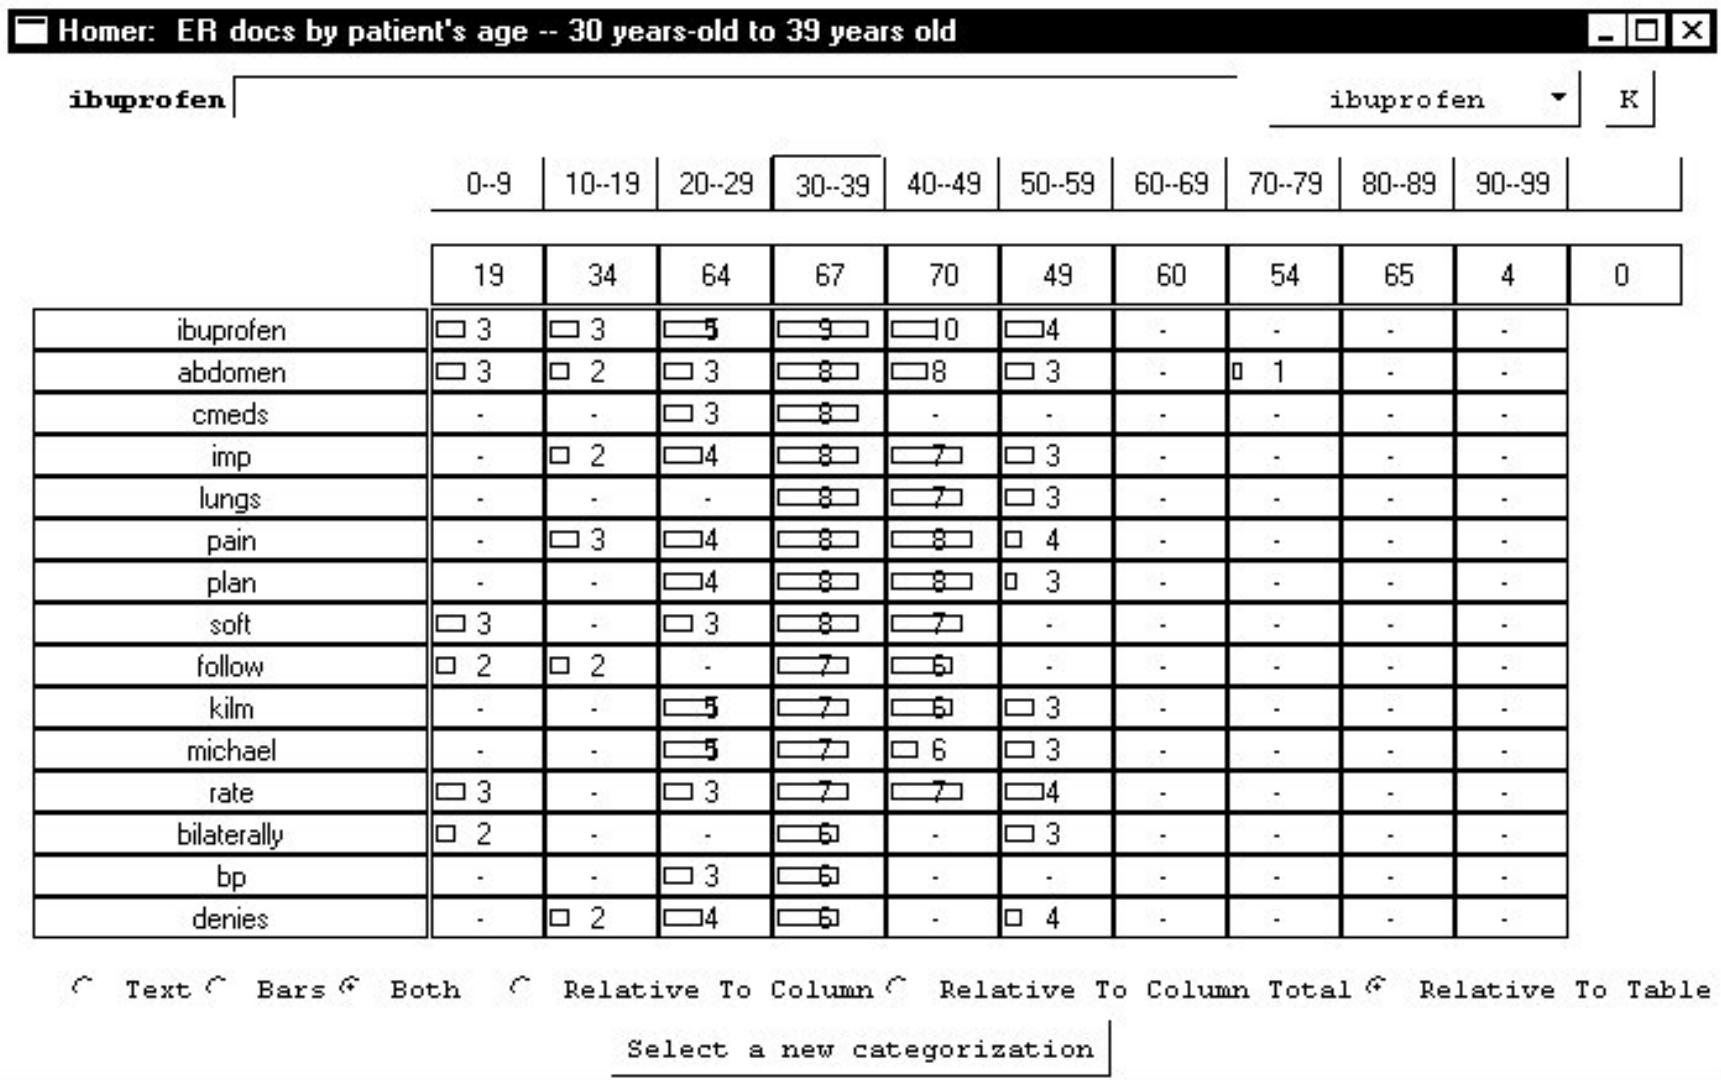 Homer: ER docs by patient's age -- 30 years-old to 39 years old
ibuprofen ibuprofen K
0--9 10--19 20--29 30--39 40--49 50--59 60--69 70--79 80--89 90--99
19 34 64 67 70 49 60 54 65 4 0
ibuprofen 3 3 5 9 10 4 - - - -
abdomen 3 2 3 8 8 3 - 1 - -
cmeds - - 3 8 - - - - - -
imp - 2 4 8 7 3 - - - -
lungs - - - 8 7 3 - - - -
pain - 3 4 8 8 4 - - - -
plan - - 4 8 8 3 - - - -
soft 3 - 3 8 7 - - - - -
follow 2 2 - 7 6 - - - - -
kilm - - 5 7 6 3 - - - -
michael - - 5 7 6 3 - - - -
rate 3 - 3 7 7 4 - - - -
bilaterally 2 - - 6 - 3 - - - -
bp - - 3 6 - - - - - -
denies - 2 4 6 - 4 - - - -
Text Bars Both Relative To Column Relative To Column Total Relative To Table
Select a new categorization